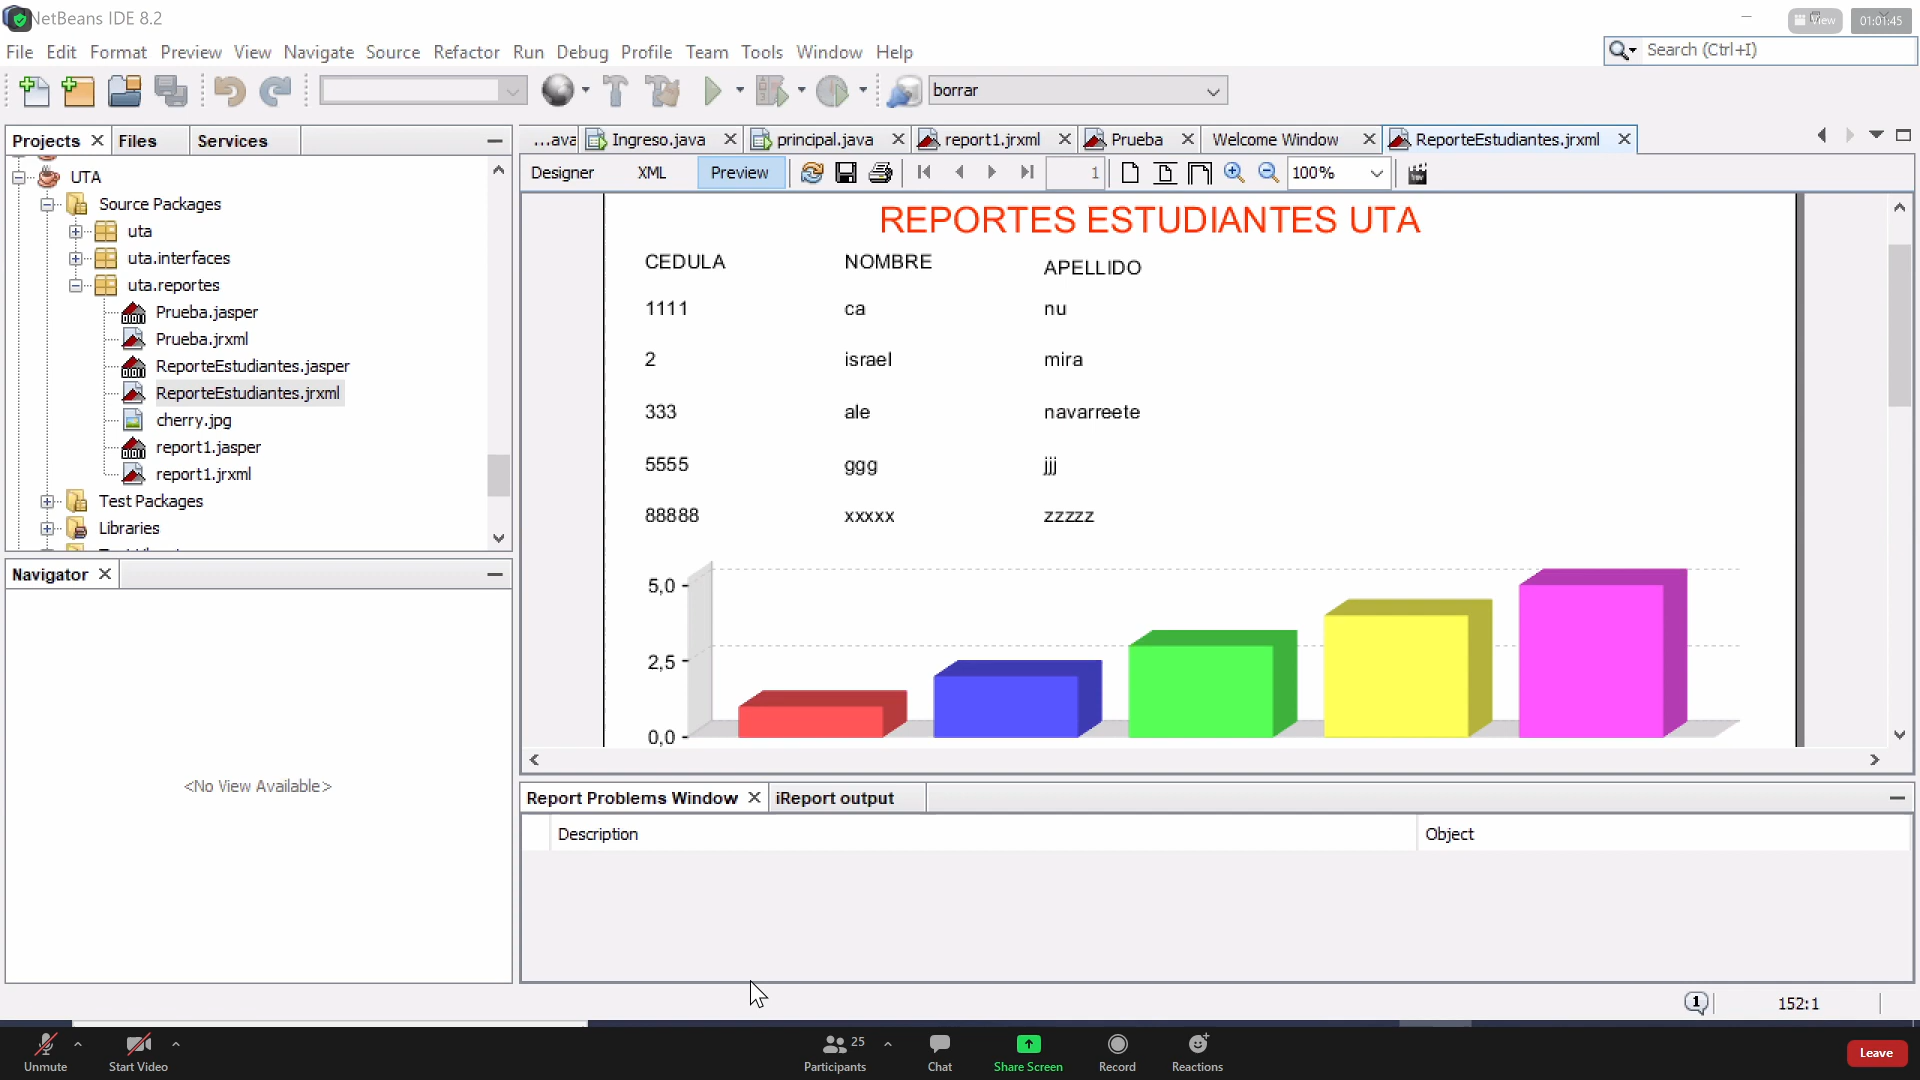 NetBeans IDE 8.2
View
01:01:45
File Edit Format Preview View Navigate Source Refactor Run Debug Profile Team Tools Window Help
Search (Ctrl+I)
borrar
Projects Files Services
...ava Ingreso.java principal.java report1.jrxml Prueba Welcome Window ReporteEstudiantes.jrxml
Designer XML Preview 1 100%
UTA
Source Packages
uta
uta.interfaces
uta.reportes
Prueba.jasper
Prueba.jrxml
ReporteEstudiantes.jasper
ReporteEstudiantes.jrxml
cherry.jpg
report1.jasper
report1.jrxml
Test Packages
Libraries
Navigator
<No View Available>
REPORTES ESTUDIANTES UTA
CEDULA NOMBRE APELLIDO
1111 ca nu
2 israel mira
333 ale navarreete
5555 ggg jjj
88888 xxxxx zzzzz
5,0
2,5
0,0
Report Problems Window iReport output
Description Object
1 152:1
Unmute Start Video Participants 25 Chat Share Screen Record Reactions Leave